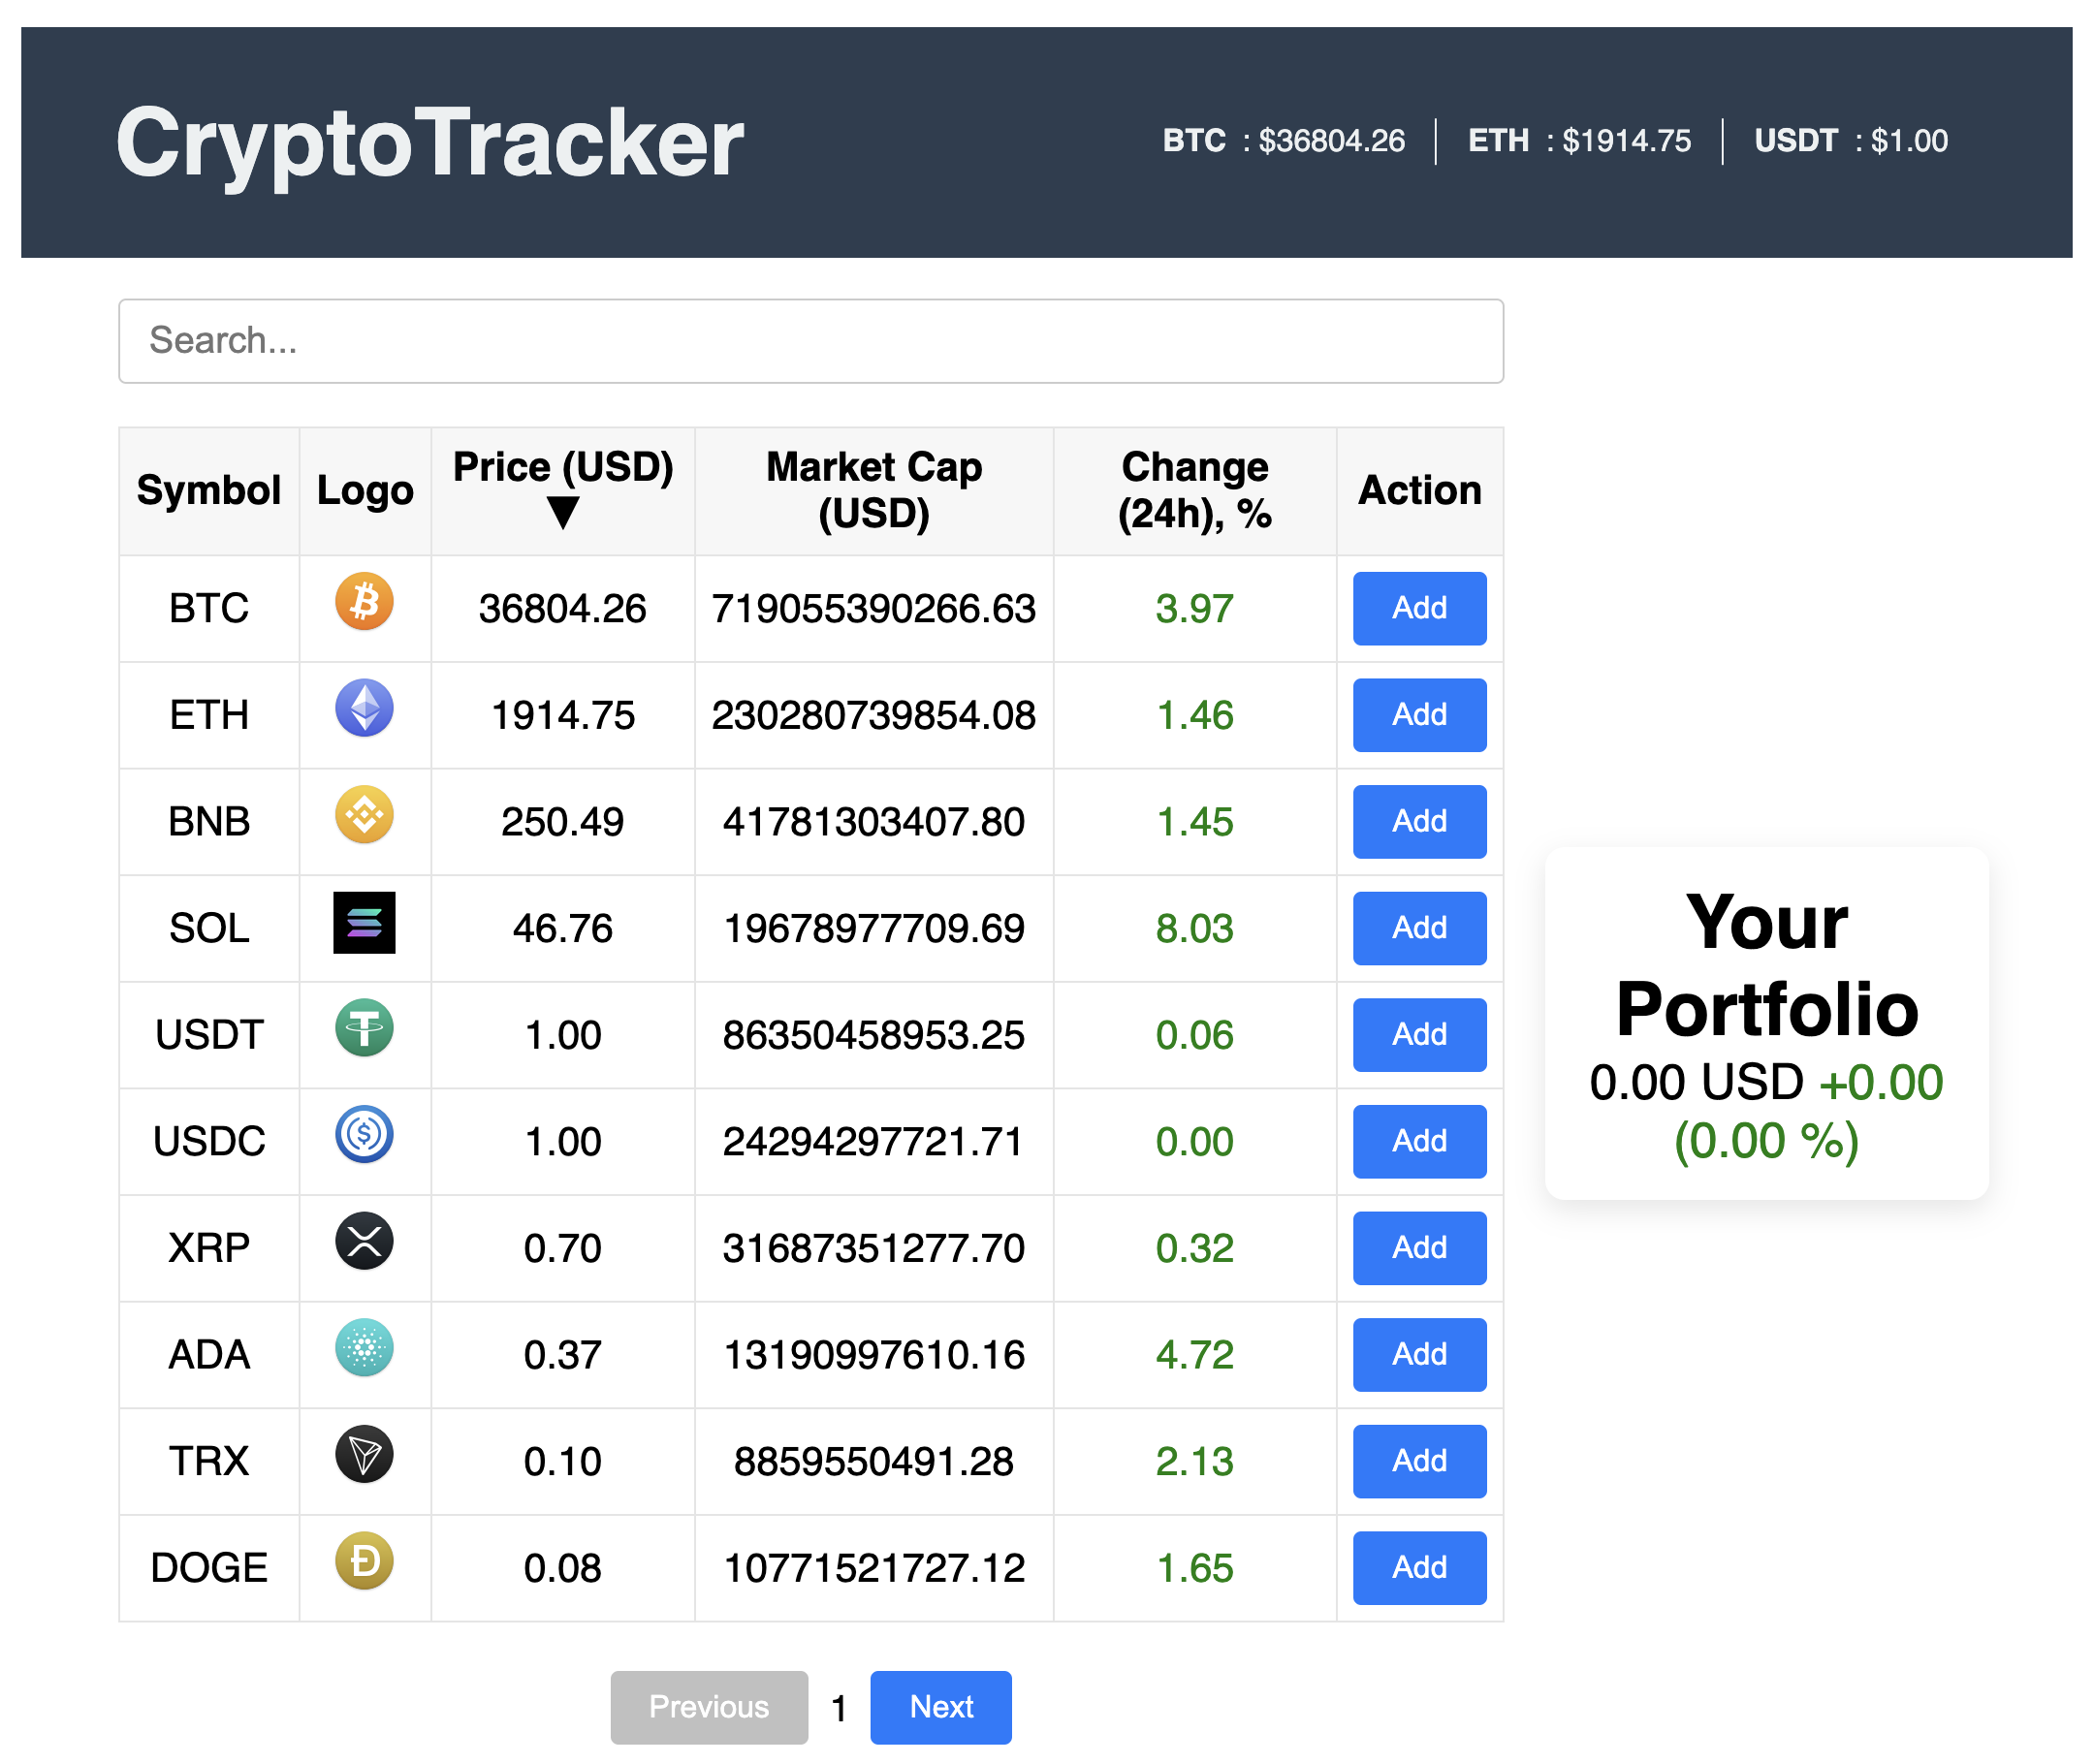 CryptoTracker
BTC : $36804.26 ETH : $1914.75 USDT : $1.00
Search...
Symbol Logo Price (USD) ▼ Market Cap (USD) Change (24h), % Action
BTC 36804.26 719055390266.63 3.97 Add
ETH 1914.75 230280739854.08 1.46 Add
BNB 250.49 41781303407.80 1.45 Add
SOL 46.76 19678977709.69 8.03 Add
USDT 1.00 86350458953.25 0.06 Add
USDC 1.00 24294297721.71 0.00 Add
XRP 0.70 31687351277.70 0.32 Add
ADA 0.37 13190997610.16 4.72 Add
TRX 0.10 8859550491.28 2.13 Add
DOGE 0.08 10771521727.12 1.65 Add
Your
Portfolio
0.00 USD +0.00
(0.00 %)
Previous 1 Next